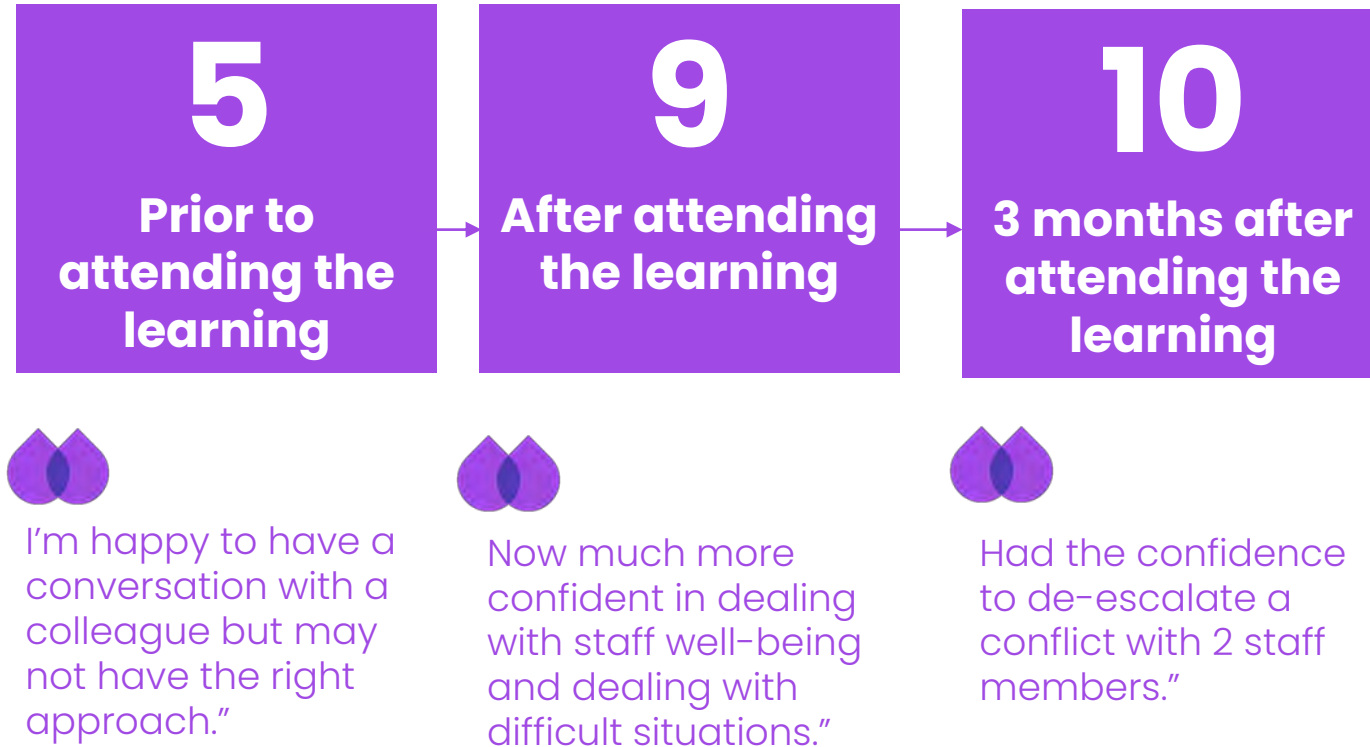 5
Prior to
attending the
learning
9
After attending
the learning
10
3 months after
attending the
learning
I’m happy to have a
conversation with a
colleague but may
not have the right
approach.”
Now much more
confident in dealing
with staff well-being
and dealing with
difficult situations.”
Had the confidence
to de-escalate a
conflict with 2 staff
members.”